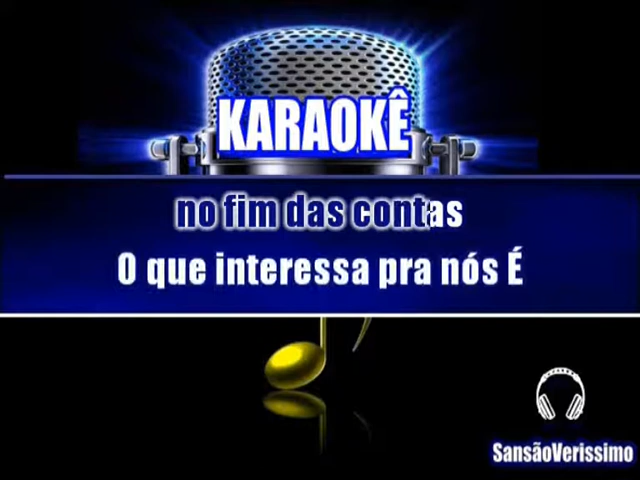 KARAOKÊ
no fim das contas
O que interessa pra nós É
SansãoVerissimo